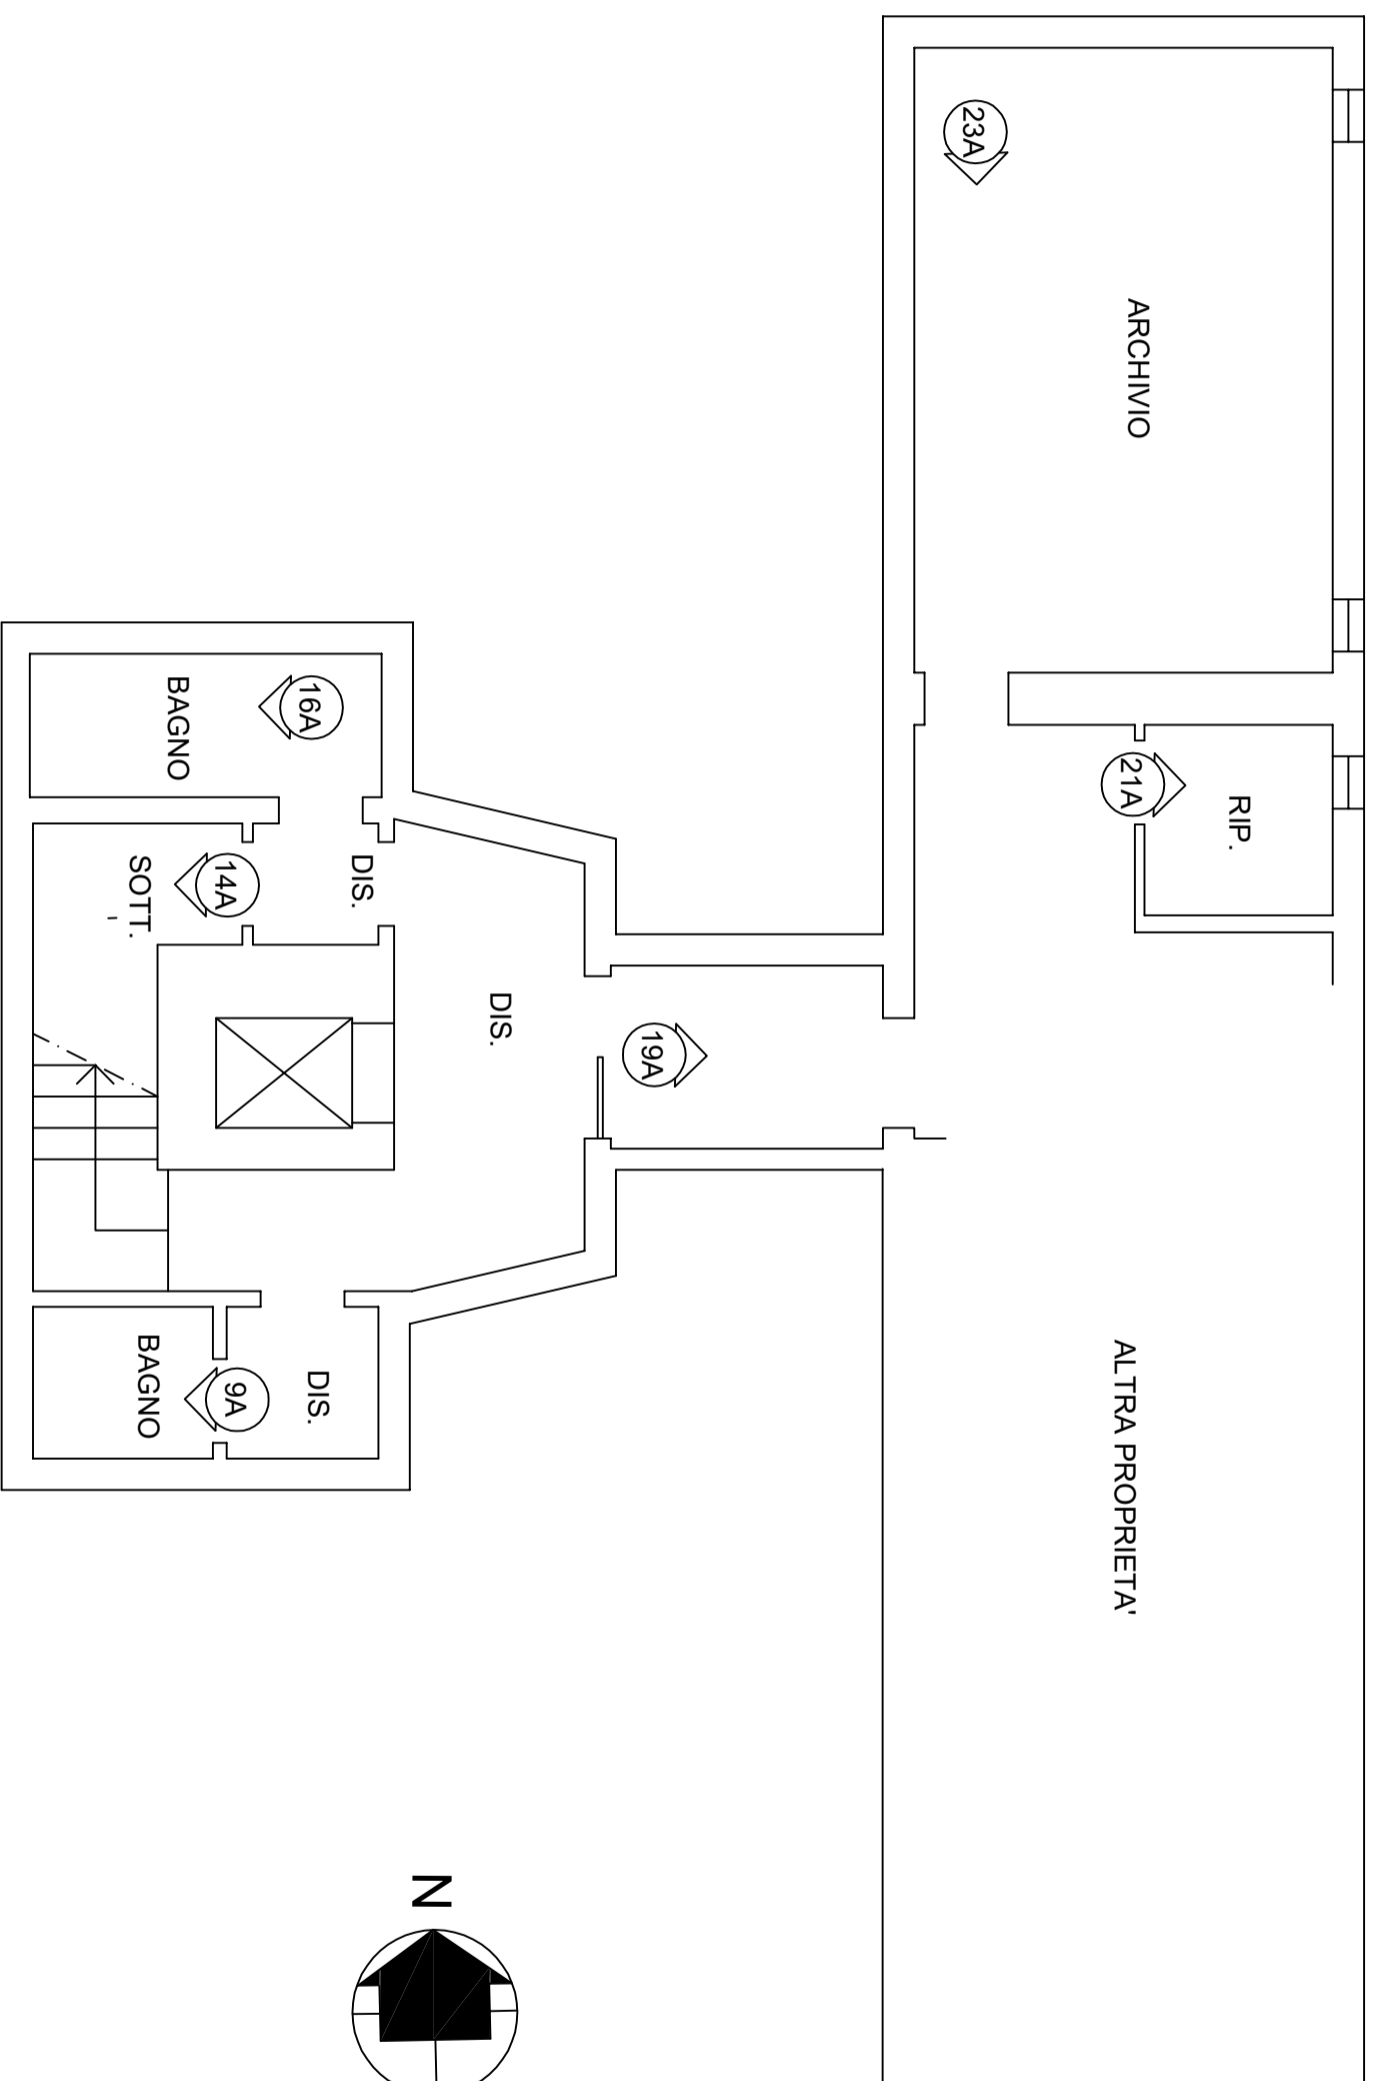 23A
ARCHIVIO
21A
RIP.
16A
BAGNO
14A
SOTT.
DIS.
DIS.
19A
9A
BAGNO
DIS.
ALTRA PROPRIETA'
N